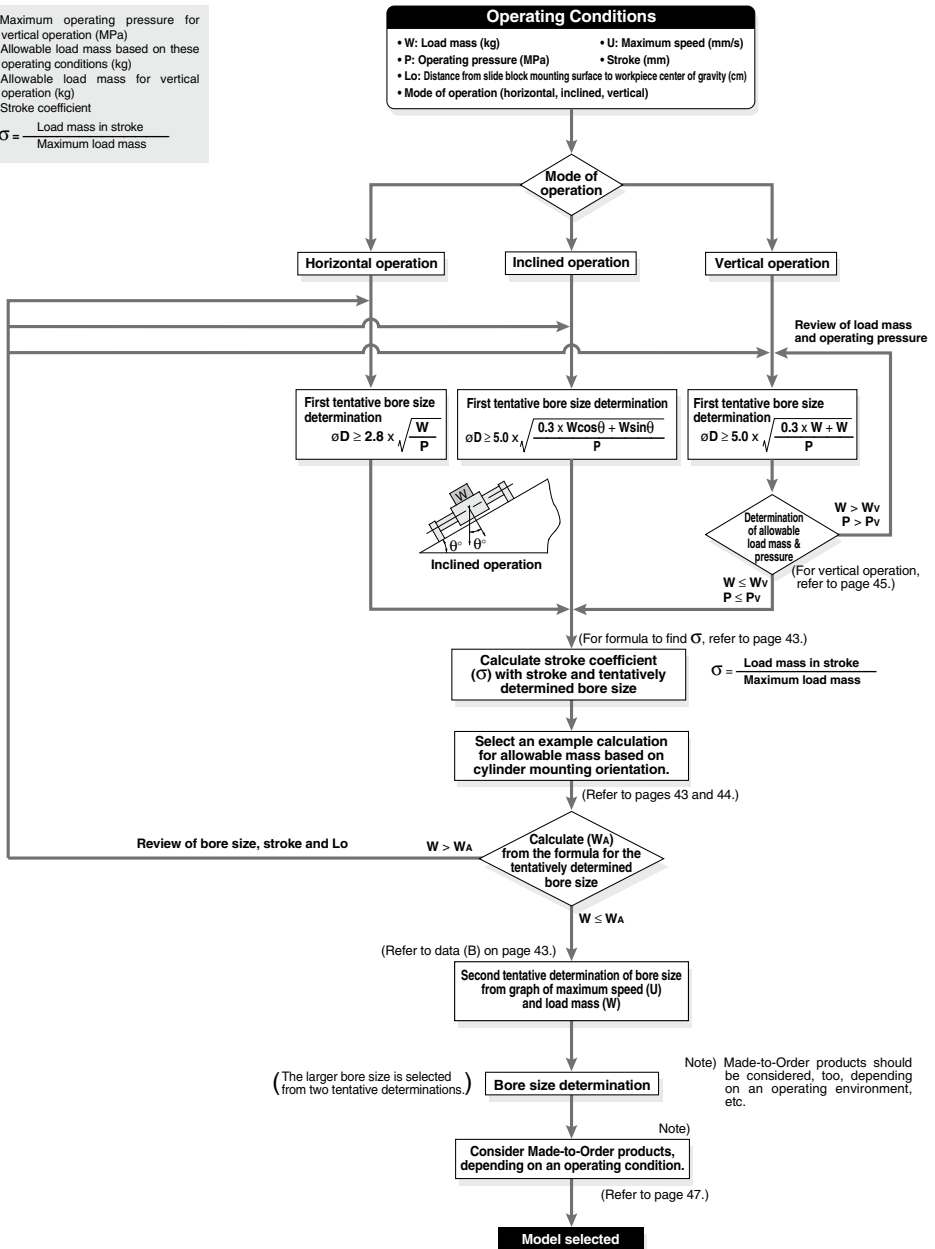 Maximum operating pressure for
vertical operation (MPa)
Allowable load mass based on these
operating conditions (kg)
Allowable load mass for vertical
operation (kg)
Stroke coefficient
σ = Load mass in stroke
Maximum load mass
Operating Conditions
• W: Load mass (kg) • U: Maximum speed (mm/s)
• P: Operating pressure (MPa) • Stroke (mm)
• Lo: Distance from slide block mounting surface to workpiece center of gravity (cm)
• Mode of operation (horizontal, inclined, vertical)
Mode of
operation
Horizontal operation
Inclined operation
Vertical operation
Review of load mass
and operating pressure
First tentative bore size
determination
øD ≥ 2.8 x √ W
P
First tentative bore size determination
øD ≥ 5.0 x √ 0.3 x Wcosθ + Wsinθ
P
First tentative bore size
determination
øD ≥ 5.0 x √ 0.3 x W + W
P
W
θ° θ°
Inclined operation
Determination
of allowable
load mass &
pressure
W > Wv
P > Pv
(For vertical operation,
refer to page 45.)
W ≤ Wv
P ≤ Pv
(For formula to find σ, refer to page 43.)
Calculate stroke coefficient
(σ) with stroke and tentatively
determined bore size
σ = Load mass in stroke
Maximum load mass
Select an example calculation
for allowable mass based on
cylinder mounting orientation.
(Refer to pages 43 and 44.)
Review of bore size, stroke and Lo
W > WA
Calculate (WA)
from the formula for the
tentatively determined
bore size
W ≤ WA
(Refer to data (B) on page 43.)
Second tentative determination of bore size
from graph of maximum speed (U)
and load mass (W)
(The larger bore size is selected
from two tentative determinations.)
Bore size determination
Note) Made-to-Order products should
be considered, too, depending
on an operating environment,
etc.
Note)
Consider Made-to-Order products,
depending on an operating condition.
(Refer to page 47.)
Model selected